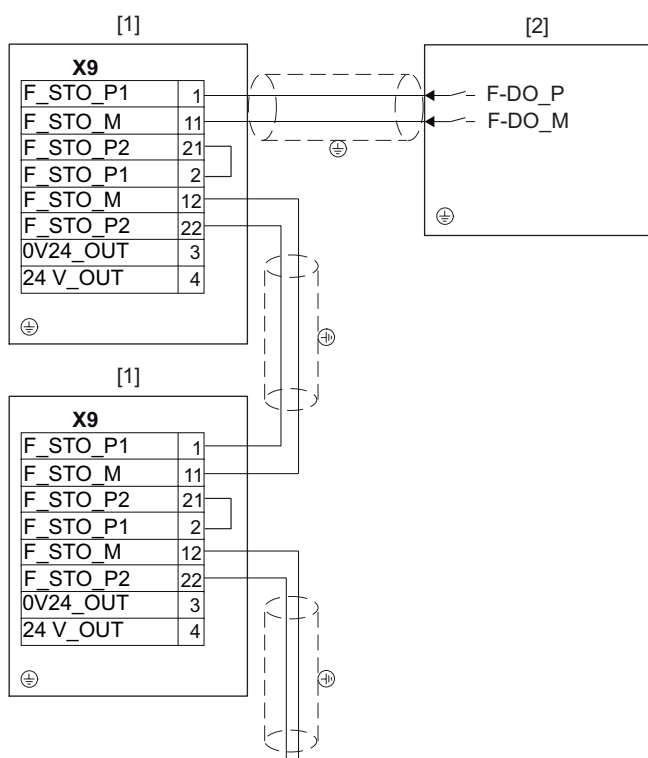 [1]
[2]
X9
F_STO_P1 1
F-DO_P
F_STO_M 11
F-DO_M
F_STO_P2 21
F_STO_P1 2
F_STO_M 12
F_STO_P2 22
0V24_OUT 3
24 V_OUT 4
[1]
X9
F_STO_P1 1
F_STO_M 11
F_STO_P2 21
F_STO_P1 2
F_STO_M 12
F_STO_P2 22
0V24_OUT 3
24 V_OUT 4